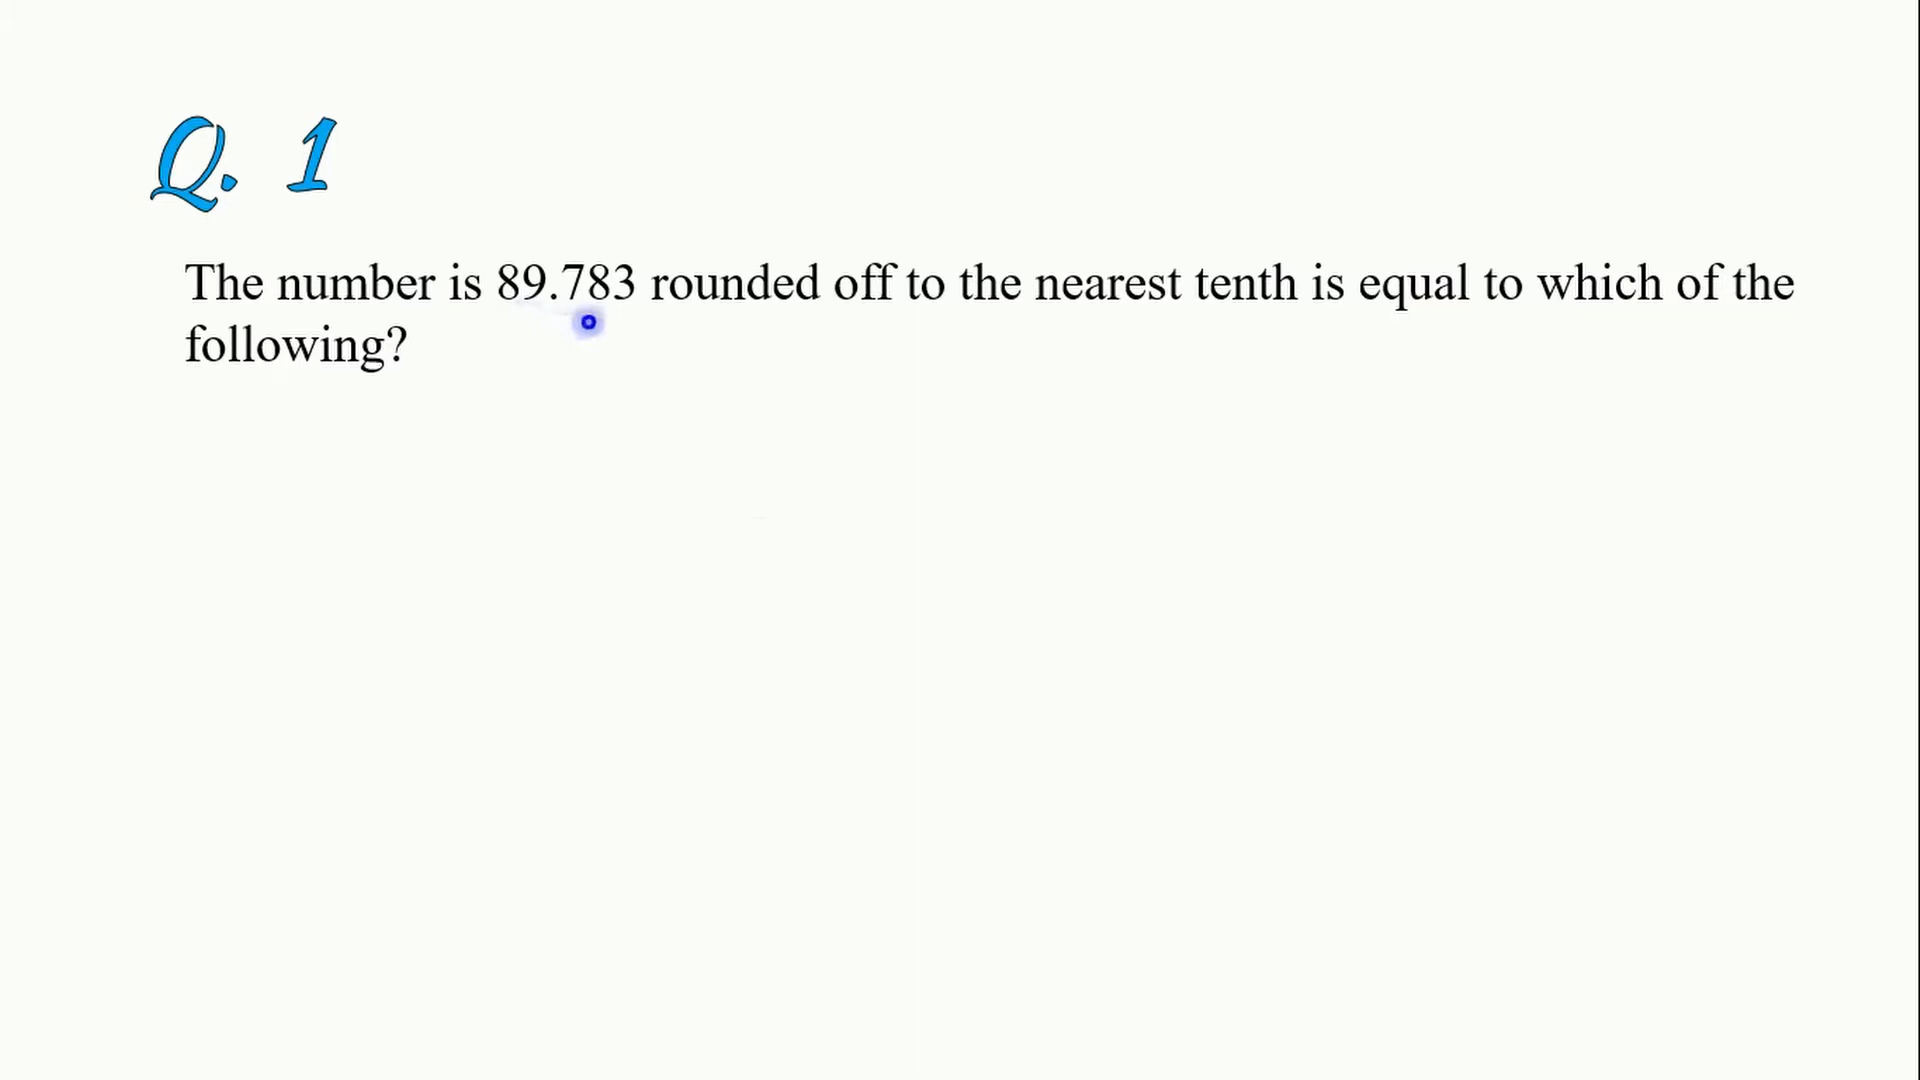 Q. 1
The number is 89.783 rounded off to the nearest tenth is equal to which of the
following?